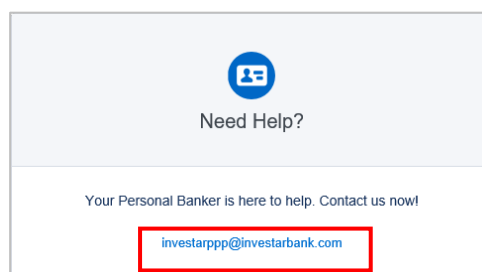 Need Help?
Your Personal Banker is here to help. Contact us now!
investarppp@investarbank.com